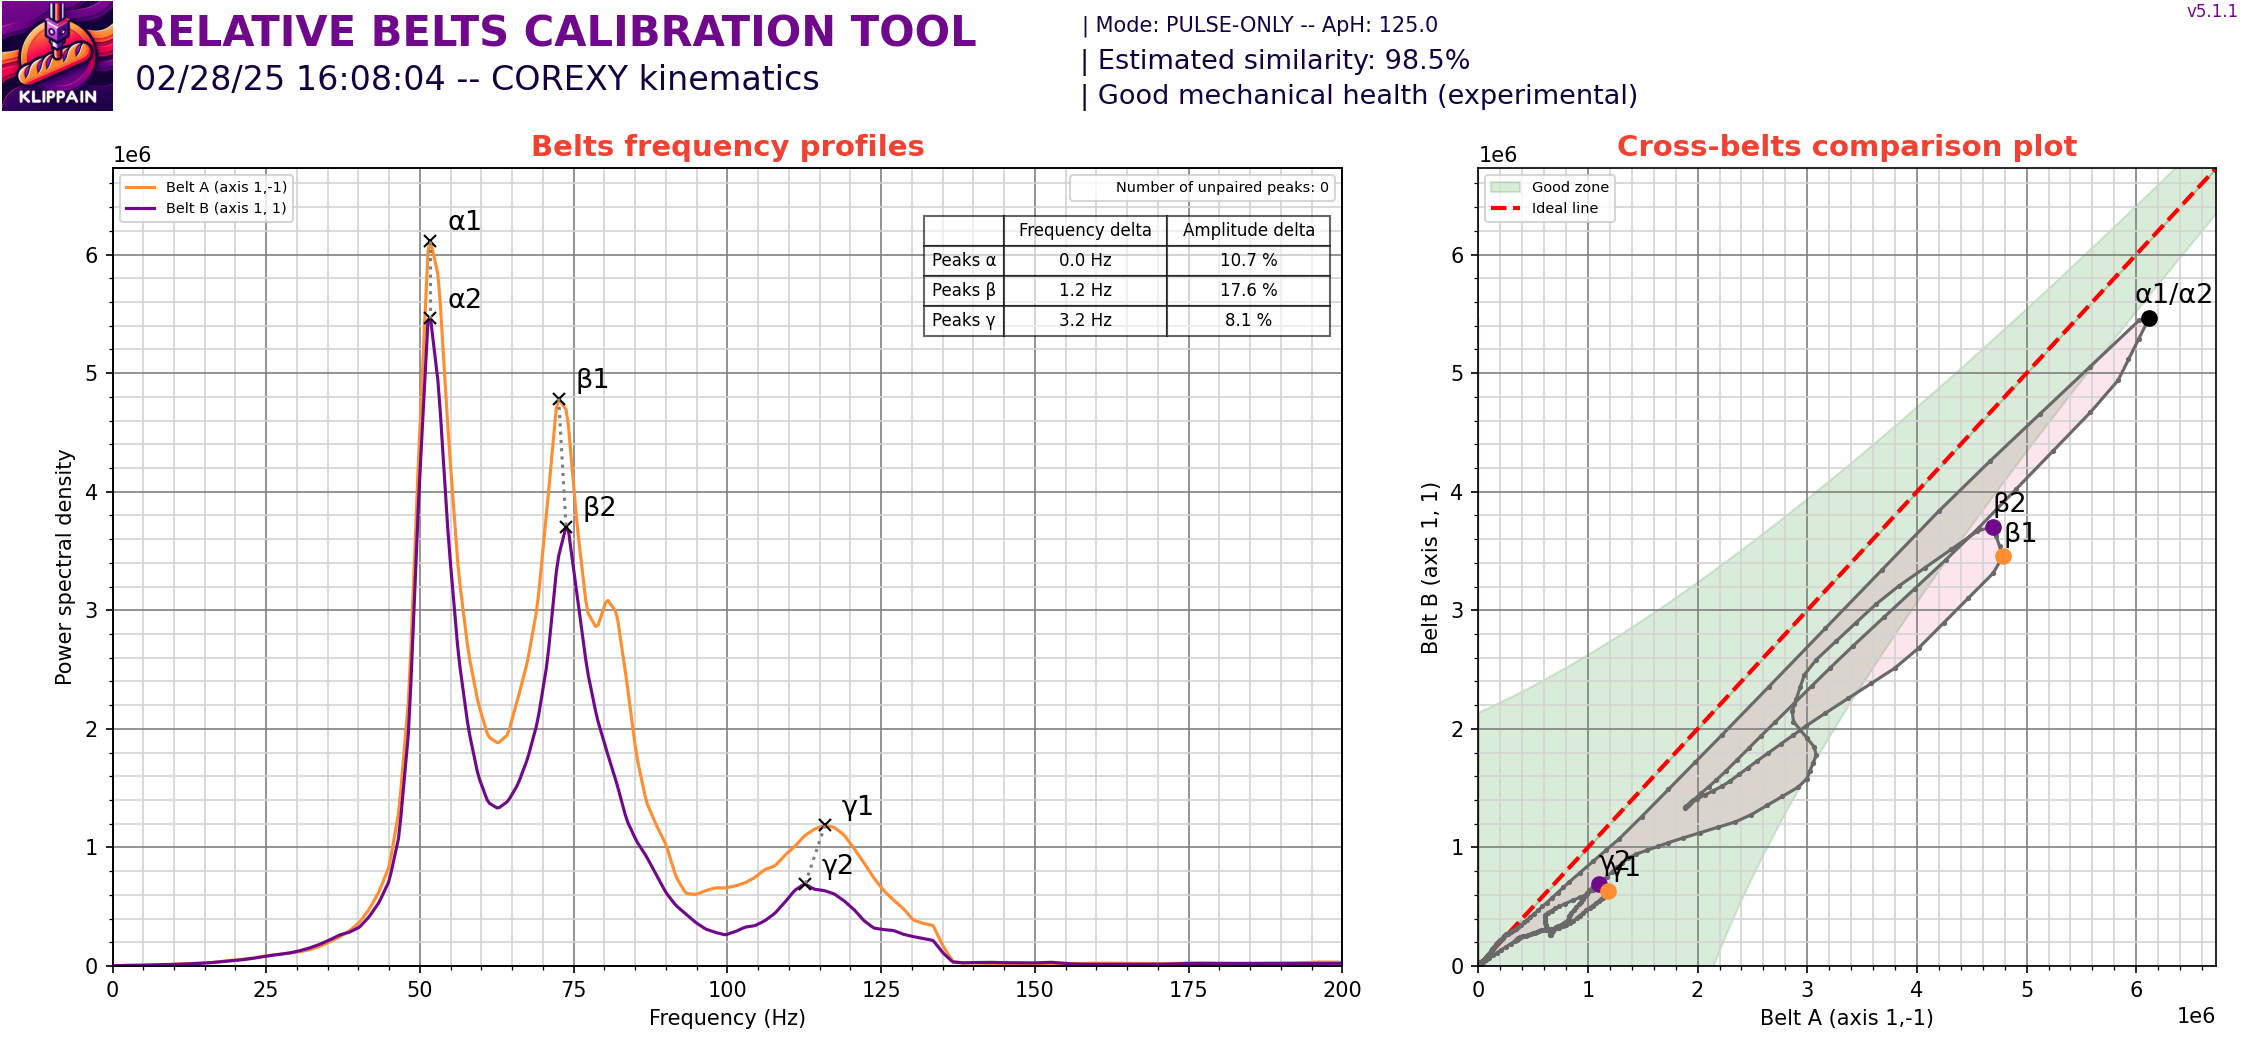 KLIPPAIN
RELATIVE BELTS CALIBRATION TOOL
02/28/25 16:08:04 -- COREXY kinematics
| Mode: PULSE-ONLY -- ApH: 125.0
| Estimated similarity: 98.5%
| Good mechanical health (experimental)
v5.1.1
Belts frequency profiles
1e6
Belt A (axis 1,-1)
Belt B (axis 1, 1)
Number of unpaired peaks: 0
Frequency delta Amplitude delta
Peaks α 0.0 Hz 10.7 %
Peaks β 1.2 Hz 17.6 %
Peaks γ 3.2 Hz 8.1 %
α1
α2
β1
β2
γ1
γ2
6
5
4
3
2
1
0
Power spectral density
0 25 50 75 100 125 150 175 200
Frequency (Hz)
Cross-belts comparison plot
1e6
Good zone
Ideal line
α1/α2
β2
β1
γ2
γ1
6
5
4
3
2
1
0
Belt B (axis 1, 1)
0 1 2 3 4 5 6
Belt A (axis 1,-1)
1e6